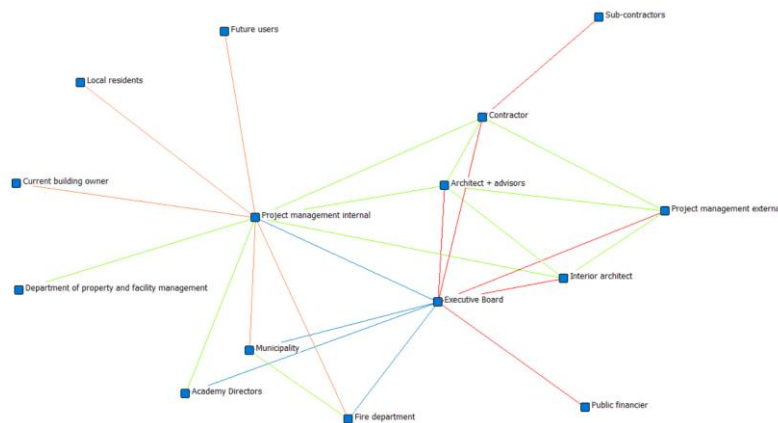 Sub-contractors
Future users
Local residents
Contractor
Current building owner
Architect + advisors
Project management internal
Project management externa
Interior architect
Department of property and facility management
Executive Board
Municipality
Academy Directors
Public financier
Fire department